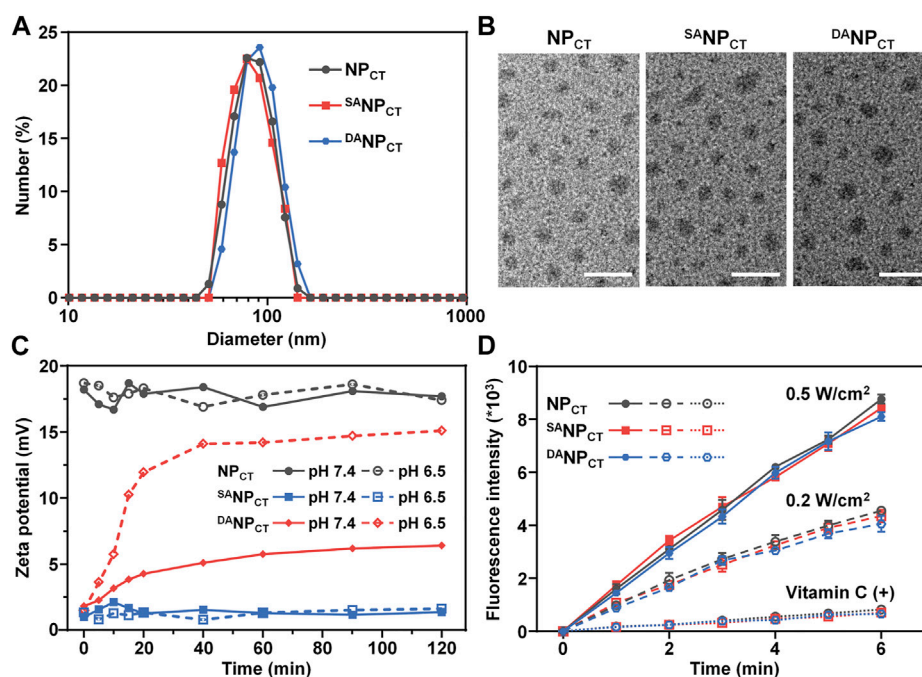 A
Number (%)
25
20
15
10
5
0
10
100
1000
Diameter (nm)
NPCT
SANPCT
DANPCT
B
NPCT
SANPCT
DANPCT
C
Zeta potential (mV)
20
15
10
5
0
0
20
40
60
80
100
120
Time (min)
NPCT pH 7.4 pH 6.5
SANPCT pH 7.4 pH 6.5
DANPCT pH 7.4 pH 6.5
D
Fluorescence intensity (*10³)
10
8
6
4
2
0
0
2
4
6
Time (min)
NPCT
SANPCT
DANPCT
0.5 W/cm²
0.2 W/cm²
Vitamin C (+)